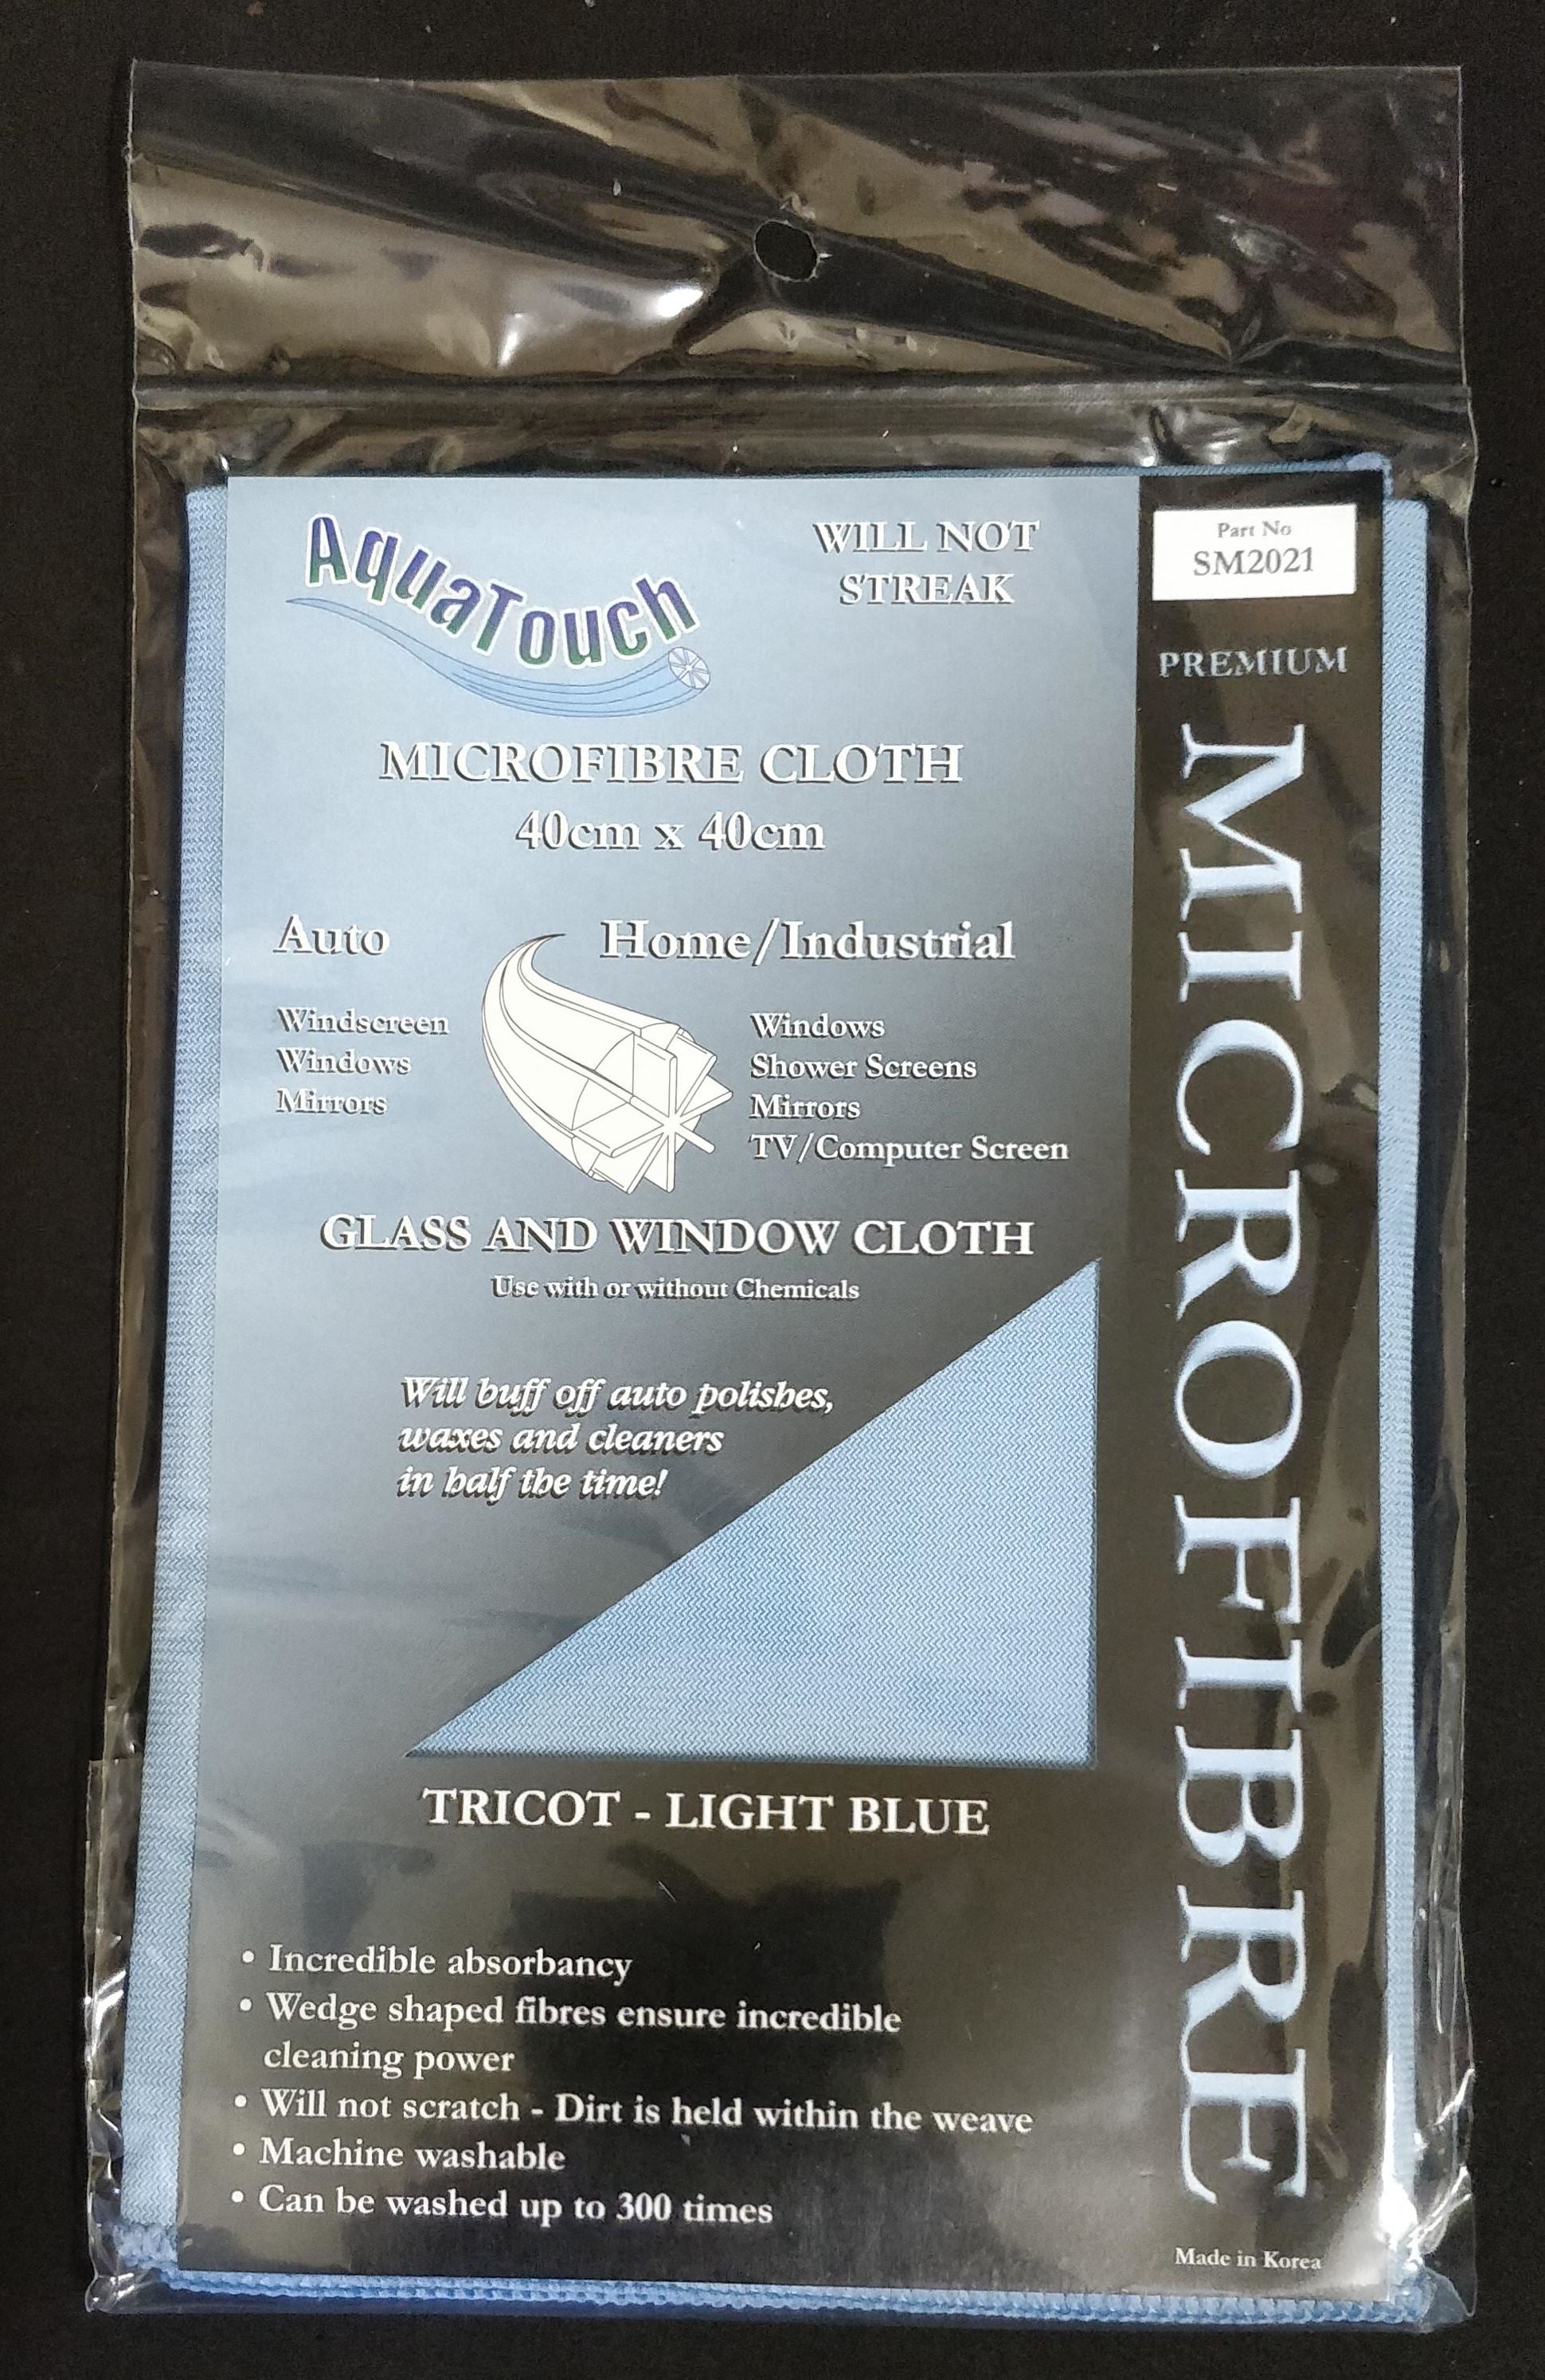 AquaTouch
WILL NOT
STREAK
Part No
SM2021
PREMIUM
MICROFIBRE
MICROFIBRE CLOTH
40cm x 40cm
Auto
Windscreen
Windows
Mirrors
Home/Industrial
Windows
Shower Screens
Mirrors
TV/Computer Screen
GLASS AND WINDOW CLOTH
Use with or without Chemicals
Will buff off auto polishes,
waxes and cleaners
in half the time!
TRICOT - LIGHT BLUE
• Incredible absorbancy
• Wedge shaped fibres ensure incredible
cleaning power
• Will not scratch - Dirt is held within the weave
• Machine washable
• Can be washed up to 300 times
Made in Korea